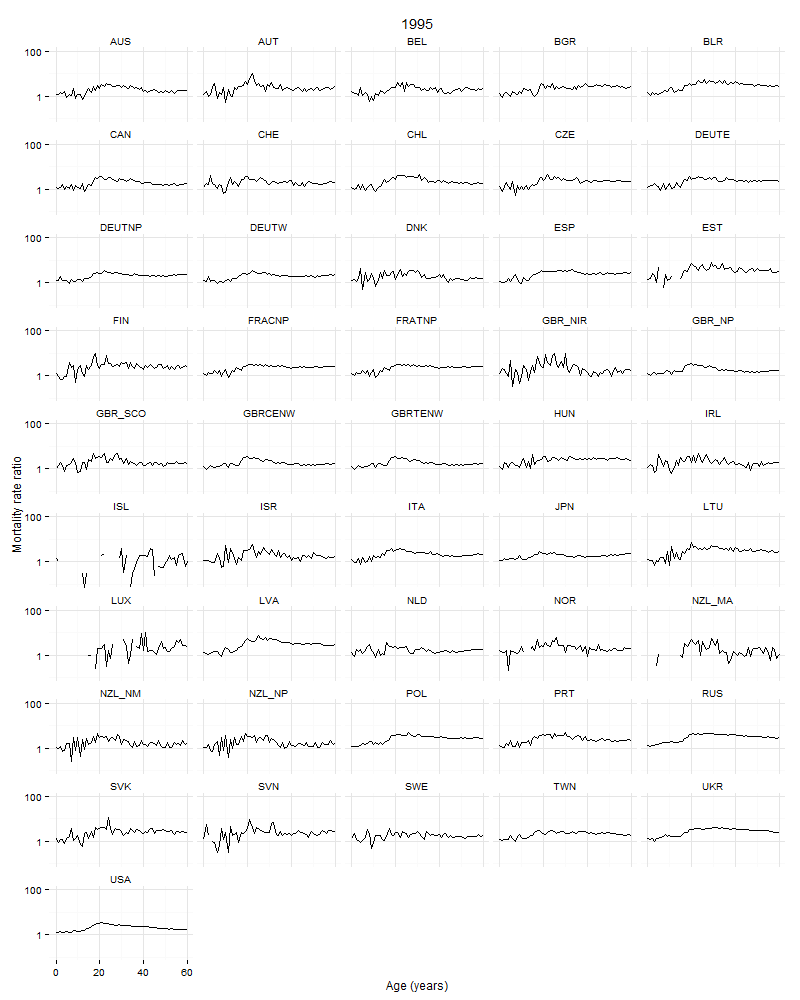 1995
AUS AUT BEL BGR BLR
100
1
CAN CHE CHL CZE DEUTE
100
1
DEUTNP DEUTW DNK ESP EST
100
1
FIN FRACNP FRATNP GBR_NIR GBR_NP
100
1
GBR_SCO GBRCENW GBRTENW HUN IRL
100
1
Mortality rate ratio
ISL ISR ITA JPN LTU
100
1
LUX LVA NLD NOR NZL_MA
100
1
NZL_NM NZL_NP POL PRT RUS
100
1
SVK SVN SWE TWN UKR
100
1
USA
100
1
0 20 40 60
Age (years)